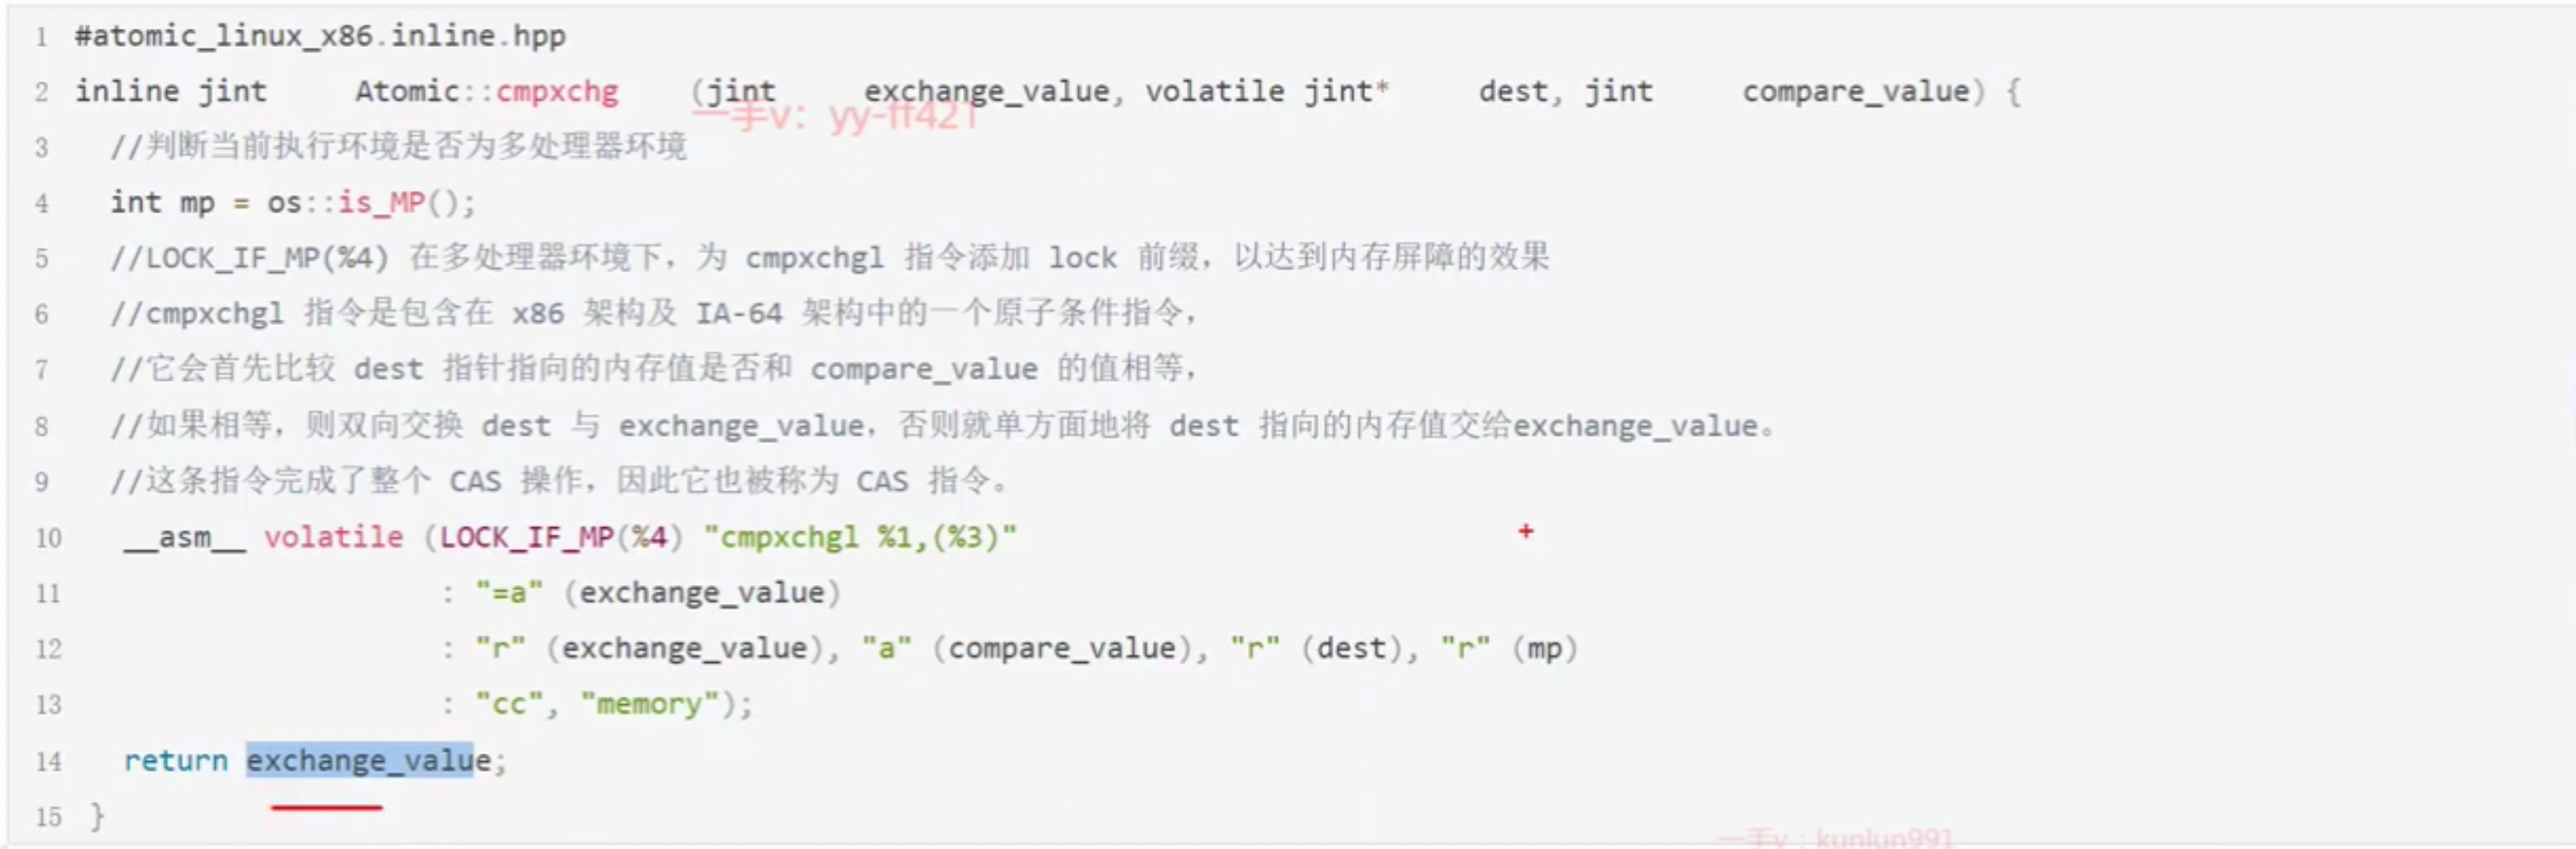 1 #atomic_linux_x86.inline.hpp
2 inline jint Atomic::cmpxchg (jint exchange_value, volatile jint* dest, jint compare_value) {
一手v：yy-ff421
3 //判断当前执行环境是否为多处理器环境
4 int mp = os::is_MP();
5 //LOCK_IF_MP(%4) 在多处理器环境下，为 cmpxchgl 指令添加 lock 前缀，以达到内存屏障的效果
6 //cmpxchgl 指令是包含在 x86 架构及 IA-64 架构中的一个原子条件指令，
7 //它会首先比较 dest 指针指向的内存值是否和 compare_value 的值相等，
8 //如果相等，则双向交换 dest 与 exchange_value，否则就单方面地将 dest 指向的内存值交给exchange_value。
9 //这条指令完成了整个 CAS 操作，因此它也被称为 CAS 指令。
10 __asm__ volatile (LOCK_IF_MP(%4) "cmpxchgl %1,(%3)"
11 : "=a" (exchange_value)
12 : "r" (exchange_value), "a" (compare_value), "r" (dest), "r" (mp)
13 : "cc", "memory");
14 return exchange_value;
15 }
一手v：kunlun991